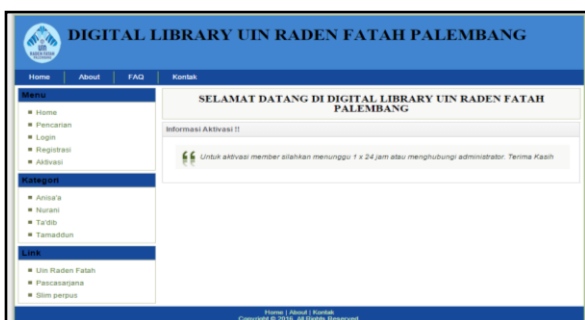 DIGITAL LIBRARY UIN RADEN FATAH PALEMBANG
Home About FAQ Kontak
Menu
Home
Pencarian
Login
Registrasi
Aktivasi
Kategori
Anisa'a
Nurani
Ta'dib
Tamaddun
Link
Uin Raden Fatah
Pascasarjana
Slim perpus
SELAMAT DATANG DI DIGITAL LIBRARY UIN RADEN FATAH
PALEMBANG
Informasi Aktivasi !!
Untuk aktivasi member silahkan menunggu 1 x 24 jam atau menghubungi administrator. Terima Kasih
Home | About | Kontak
Copyright © 2016. All Rights Reserved